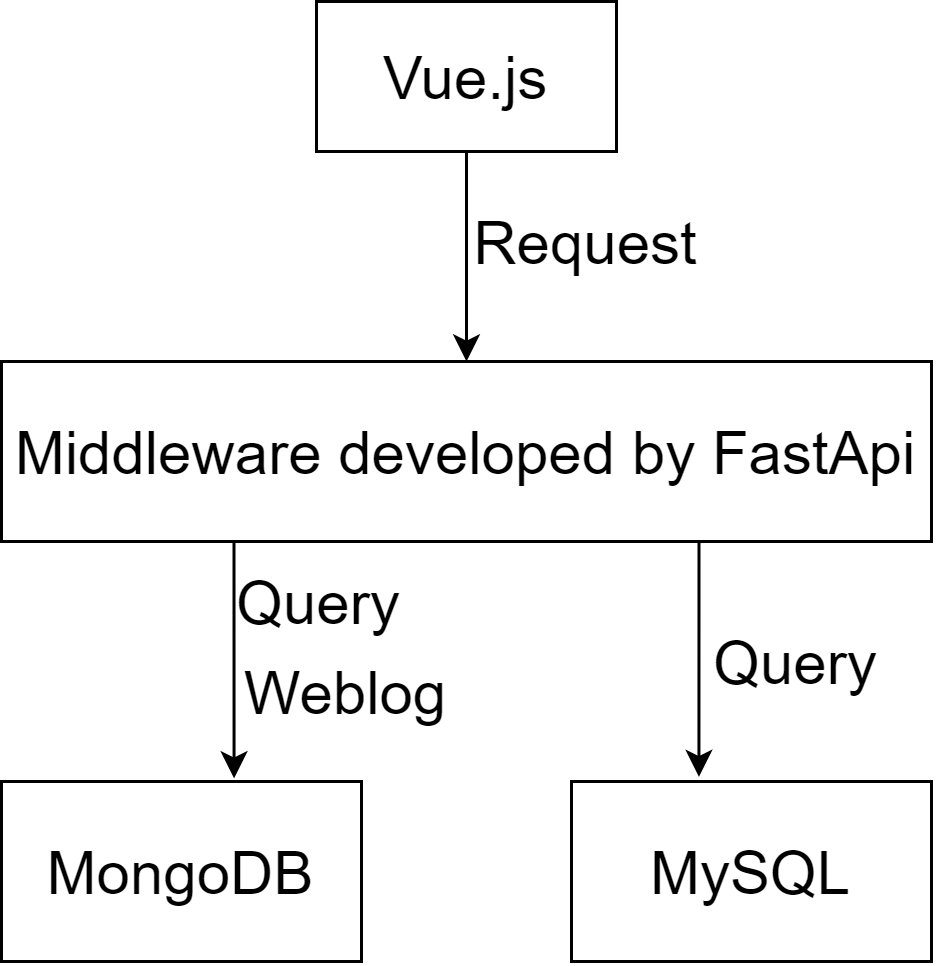 Vue.js
Request
Middleware developed by FastApi
Query
Weblog
Query
MongoDB
MySQL